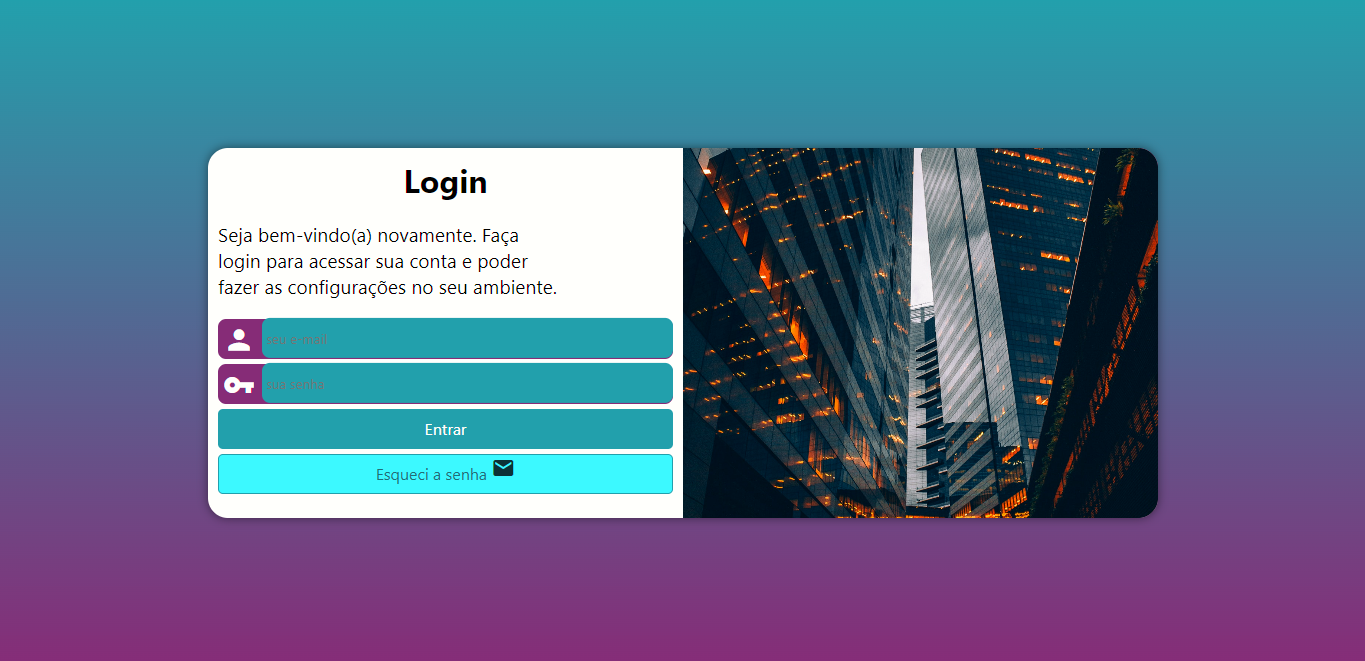 Login
Seja bem-vindo(a) novamente. Faça
login para acessar sua conta e poder
fazer as configurações no seu ambiente.
seu e-mail
sua senha
Entrar
Esqueci a senha